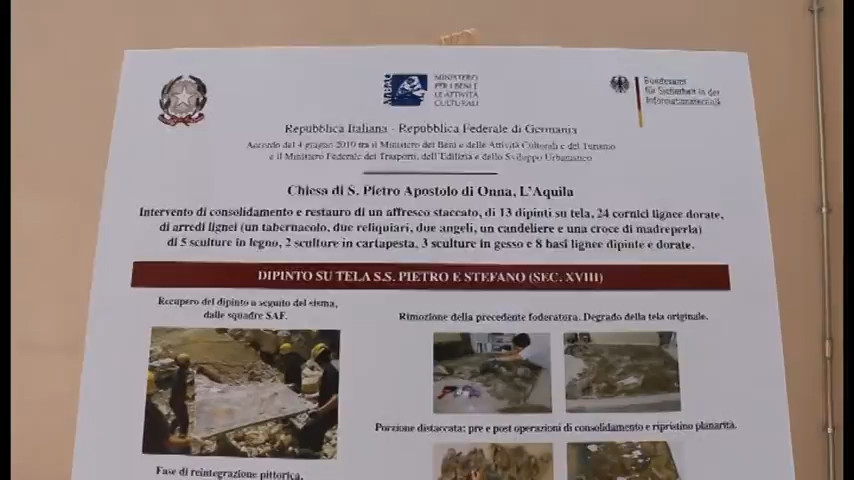 MiBAC
MINISTERO
PER I BENI E
LE ATTIVITÀ
CULTURALI
Bundesamt
für Sicherheit in der
Informationstechnik
Repubblica Italiana - Repubblica Federale di Germania
Accordo del 4 giugno 2010 tra il Ministero dei Beni e delle Attività Culturali e del Turismo
e il Ministero Federale dei Trasporti, dell'Edilizia e dello Sviluppo Urbanistico
Chiesa di S. Pietro Apostolo di Onna, L'Aquila
Intervento di consolidamento e restauro di un affresco staccato, di 13 dipinti su tela, 24 cornici lignee dorate,
di arredi lignei (un tabernacolo, due reliquiari, due angeli, un candeliere e una croce di madreperla)
di 5 sculture in legno, 2 sculture in cartapesta, 3 sculture in gesso e 8 basi lignee dipinte e dorate.
DIPINTO SU TELA S.S. PIETRO E STEFANO (SEC. XVIII)
Recupero del dipinto a seguito del sisma,
dalle squadre SAF.
Rimozione della precedente foderatura. Degrado della tela originale.
Porzione distaccata: pre e post operazioni di consolidamento e ripristino planarità.
Fase di reintegrazione pittorica.